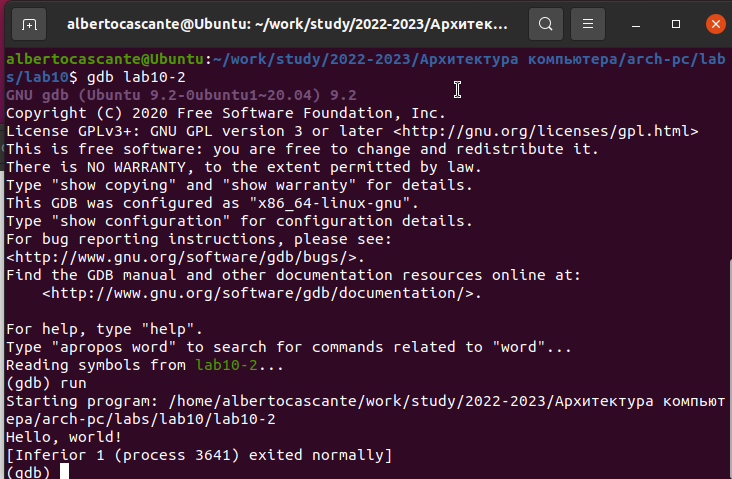 albertocascante@Ubuntu: ~/work/study/2022-2023/Архитек...
albertocascante@Ubuntu:~/work/study/2022-2023/Архитектура компьютера/arch-pc/lab
s/lab10$ gdb lab10-2
GNU gdb (Ubuntu 9.2-0ubuntu1~20.04) 9.2
Copyright (C) 2020 Free Software Foundation, Inc.
License GPLv3+: GNU GPL version 3 or later <http://gnu.org/licenses/gpl.html>
This is free software: you are free to change and redistribute it.
There is NO WARRANTY, to the extent permitted by law.
Type "show copying" and "show warranty" for details.
This GDB was configured as "x86_64-linux-gnu".
Type "show configuration" for configuration details.
For bug reporting instructions, please see:
<http://www.gnu.org/software/gdb/bugs/>.
Find the GDB manual and other documentation resources online at:
    <http://www.gnu.org/software/gdb/documentation/>.

For help, type "help".
Type "apropos word" to search for commands related to "word"...
Reading symbols from lab10-2...
(gdb) run
Starting program: /home/albertocascante/work/study/2022-2023/Архитектура компьют
ера/arch-pc/labs/lab10/lab10-2
Hello, world!
[Inferior 1 (process 3641) exited normally]
(gdb)